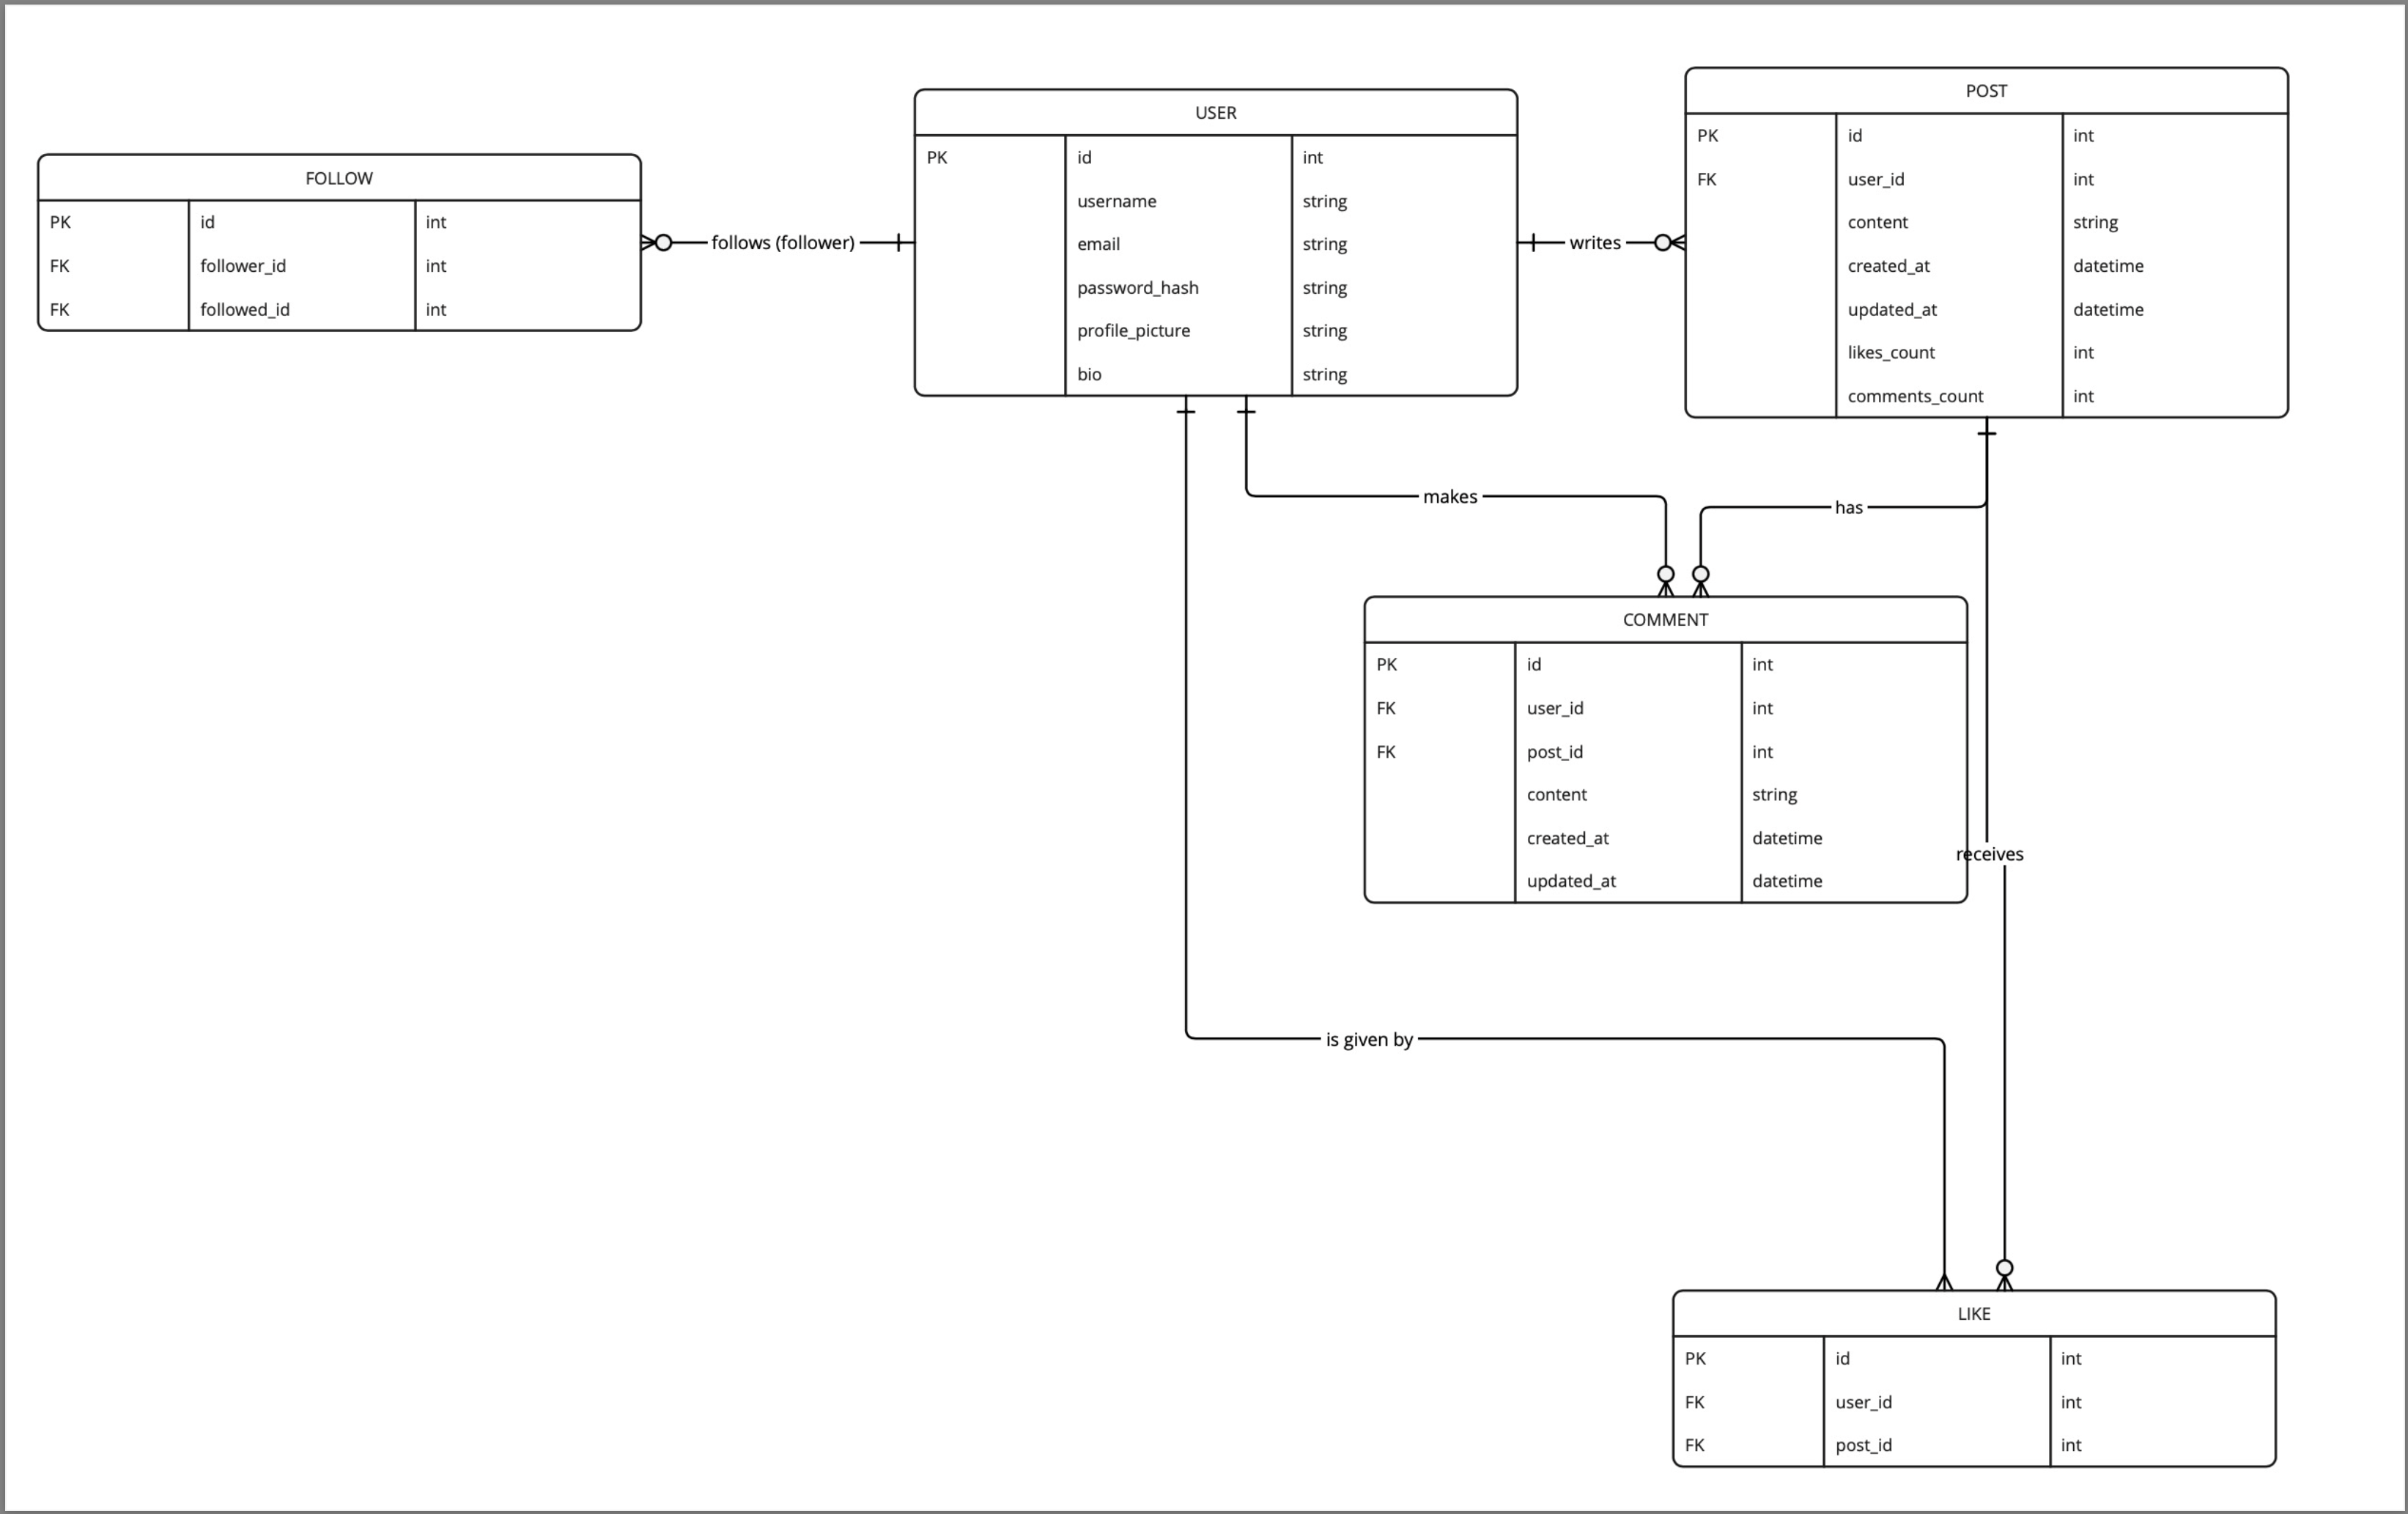 FOLLOW
PK id int
FK follower_id int
FK followed_id int
follows (follower)
USER
PK id int
username string
email string
password_hash string
profile_picture string
bio string
writes
POST
PK id int
FK user_id int
content string
created_at datetime
updated_at datetime
likes_count int
comments_count int
makes
has
COMMENT
PK id int
FK user_id int
FK post_id int
content string
created_at datetime
updated_at datetime
receives
is given by
LIKE
PK id int
FK user_id int
FK post_id int